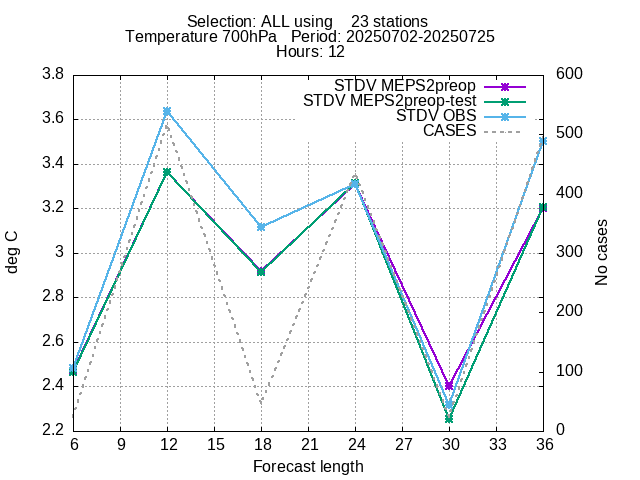 Selection: ALL using    23 stations
Temperature 700hPa   Period: 20250702-20250725
Hours: 12
3.8
3.6
3.4
3.2
3
2.8
2.6
2.4
2.2
deg C
600
500
400
300
200
100
0
No cases
STDV MEPS2preop
STDV MEPS2preop-test
STDV OBS
CASES
6 9 12 15 18 21 24 27 30 33 36
Forecast length